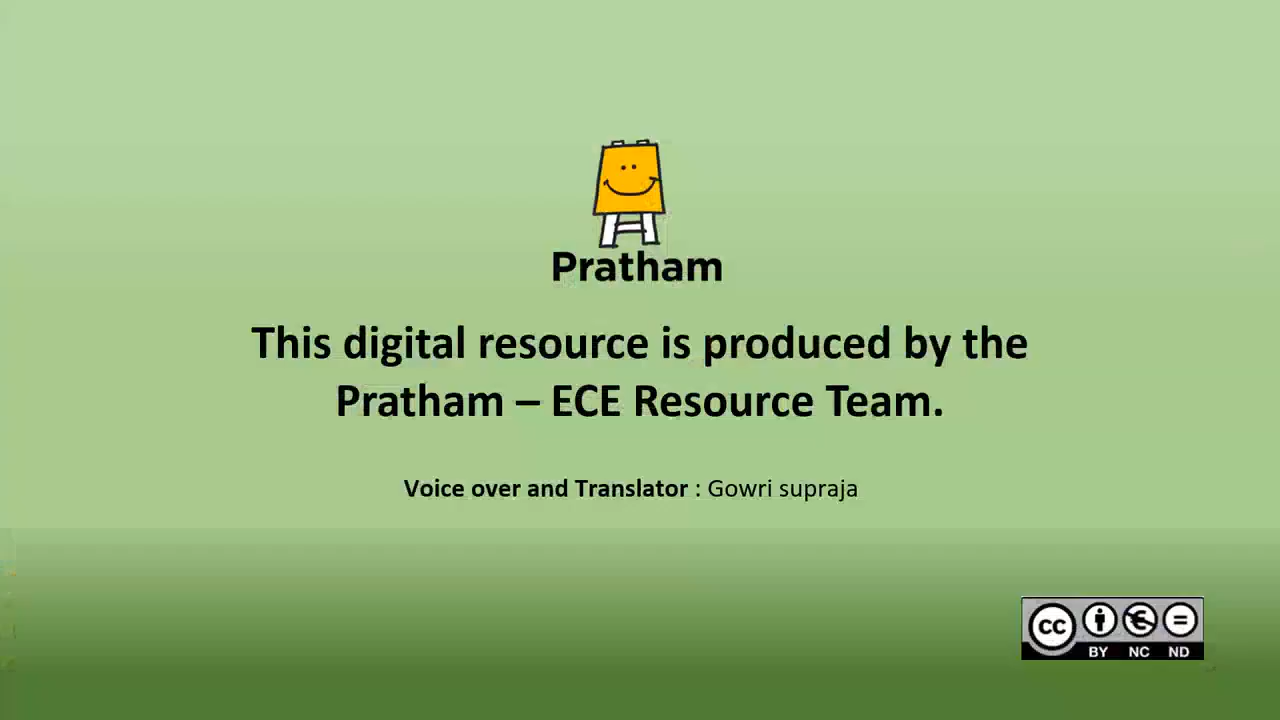 Pratham
This digital resource is produced by the
Pratham – ECE Resource Team.
Voice over and Translator : Gowri supraja
cc
BY NC ND